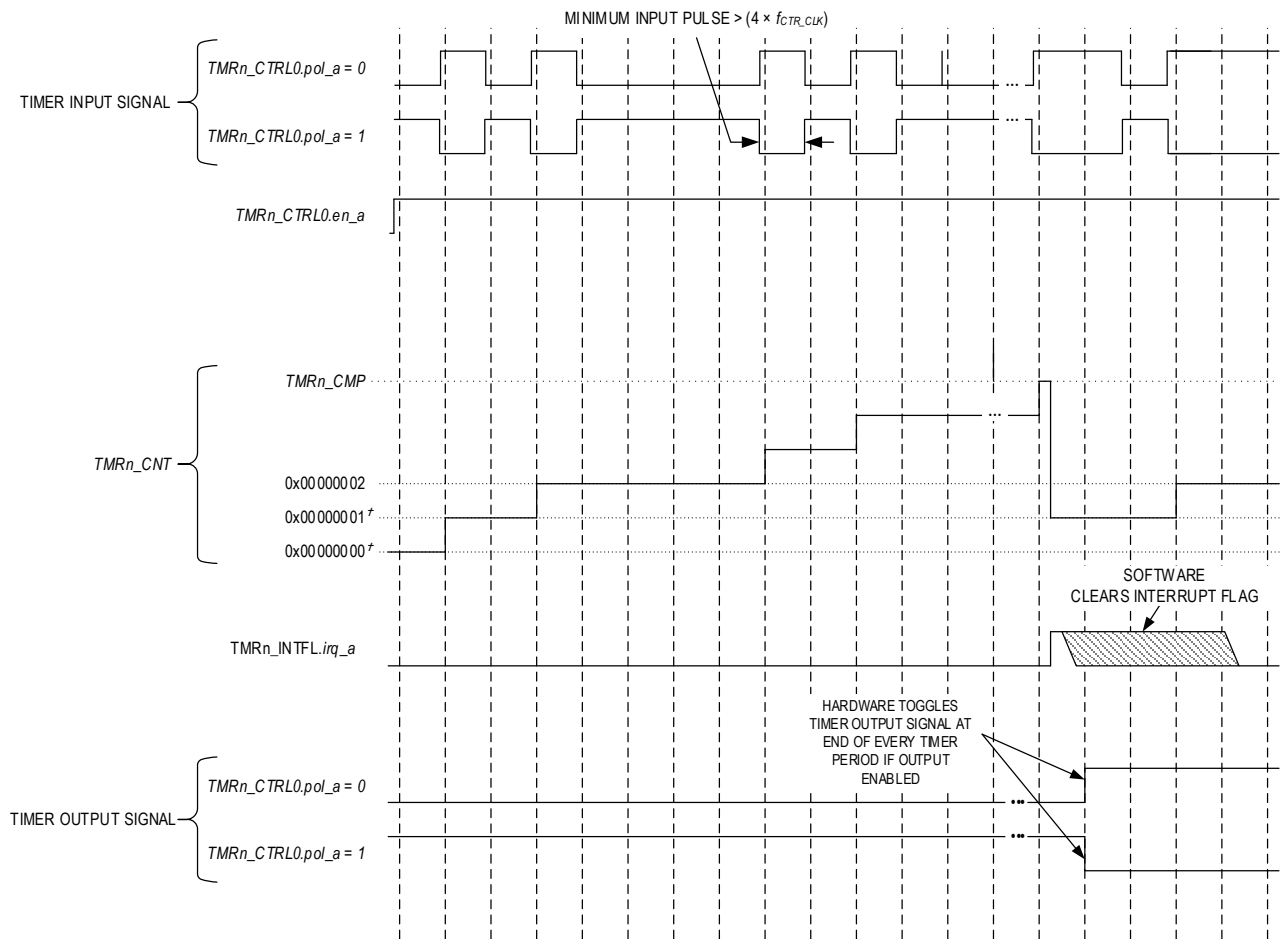 MINIMUM INPUT PULSE > (4 × fCTR_CLK)
TMRn_CTRL0.pol_a = 0
TIMER INPUT SIGNAL
TMRn_CTRL0.pol_a = 1
...
...
TMRn_CTRL0.en_a
TMRn_CMP
...
TMRn_CNT
0x00000002
0x00000001†
0x00000000†
SOFTWARE
CLEARS INTERRUPT FLAG
TMRn_INTFL.irq_a
HARDWARE TOGGLES
TIMER OUTPUT SIGNAL AT
END OF EVERY TIMER
PERIOD IF OUTPUT
ENABLED
TMRn_CTRL0.pol_a = 0
...
TIMER OUTPUT SIGNAL
...
TMRn_CTRL0.pol_a = 1